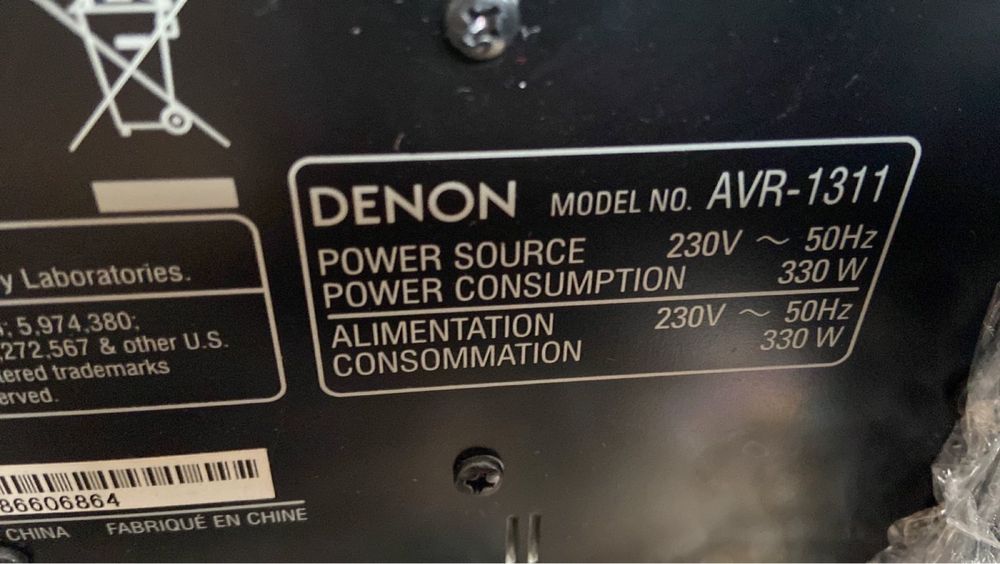 DENON MODEL NO. AVR-1311
POWER SOURCE 230V ~ 50Hz
POWER CONSUMPTION 330 W
ALIMENTATION 230V ~ 50Hz
CONSOMMATION 330 W
y Laboratories.
; 5,974,380;
,272,567 & other U.S.
ered trademarks
erved.
86606864
CHINA FABRIQUÉ EN CHINE